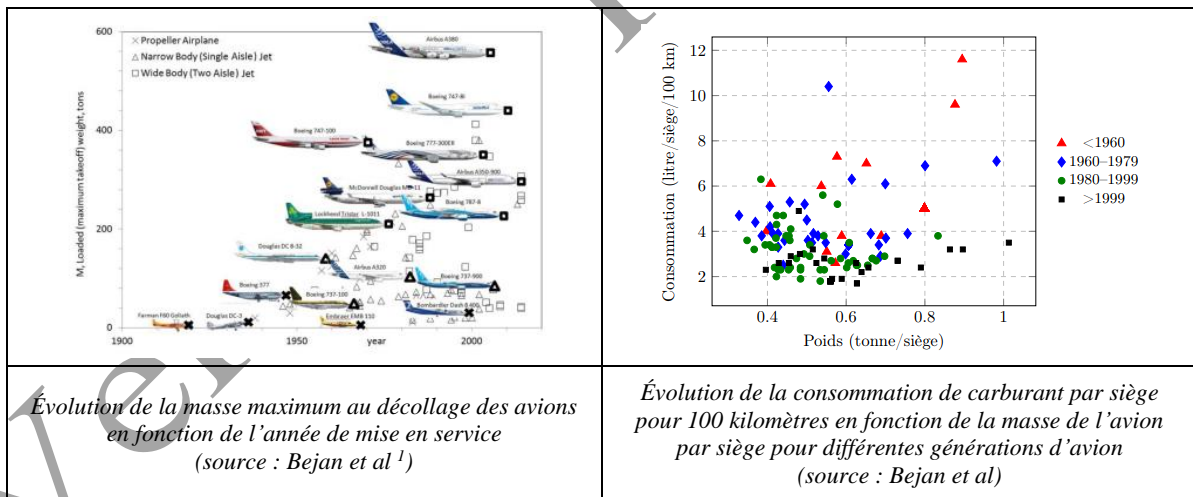 600
× Propeller Airplane
△ Narrow Body (Single Aisle) Jet
□ Wide Body (Two Aisle) Jet
Airbus A380
Boeing 747-8I
400
Boeing 747-100
Boeing 777-300ER
Airbus A350-900
McDonnell Douglas MD-11
Boeing 787-8
Lockheed Tristar L-1011
200
Douglas DC 8-32
Airbus A320
Boeing 737-900
Boeing 377
Boeing 737-100
Bombardier Dash 8 400
Farman F60 Goliath
Douglas DC-3
Embraer EMB 110
0
1900
1950
year
2000
M, Loaded (maximum takeoff) weight, tons
12
10
8
6
4
2
0.4
0.6
0.8
1
Poids (tonne/siège)
Consommation (litre/siège/100 km)
<1960
1960–1979
1980–1999
>1999
Évolution de la masse maximum au décollage des avions
en fonction de l'année de mise en service
(source : Bejan et al 1)
Évolution de la consommation de carburant par siège
pour 100 kilomètres en fonction de la masse de l'avion
par siège pour différentes générations d'avion
(source : Bejan et al)